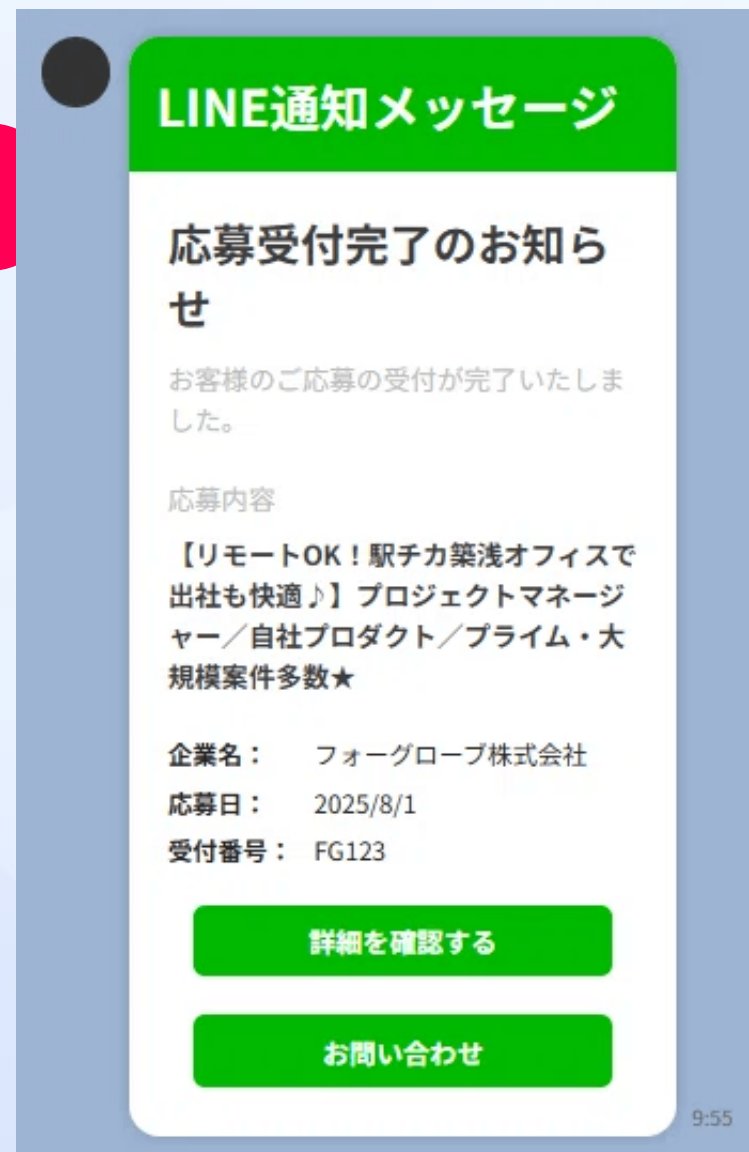 LINE通知メッセージ
応募受付完了のお知ら
せ
お客様のご応募の受付が完了いたしま
した。
応募内容
【リモートOK！駅チカ築浅オフィスで
出社も快適♪】プロジェクトマネージ
ャー／自社プロダクト／プライム・大
規模案件多数★
企業名： フォーグローブ株式会社
応募日： 2025/8/1
受付番号： FG123
詳細を確認する
お問い合わせ
9:55